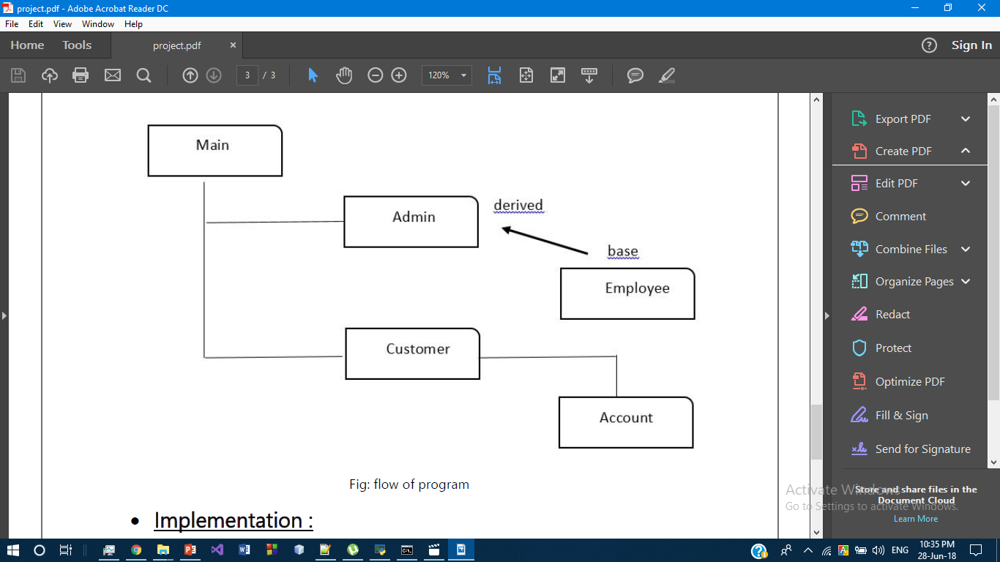 project.pdf - Adobe Acrobat Reader DC
File Edit View Window Help
Home Tools project.pdf × ? Sign In
3 / 3 120%
Main
Admin
derived
base
Employee
Customer
Account
Fig: flow of program
• Implementation :
Export PDF
Create PDF
Edit PDF
Comment
Combine Files
Organize Pages
Redact
Protect
Optimize PDF
Fill & Sign
Send for Signature
Activate Windows
Go to Settings to activate Windows.
Store and share files in the
Document Cloud
Learn More
ENG
10:35 PM
28-Jun-18